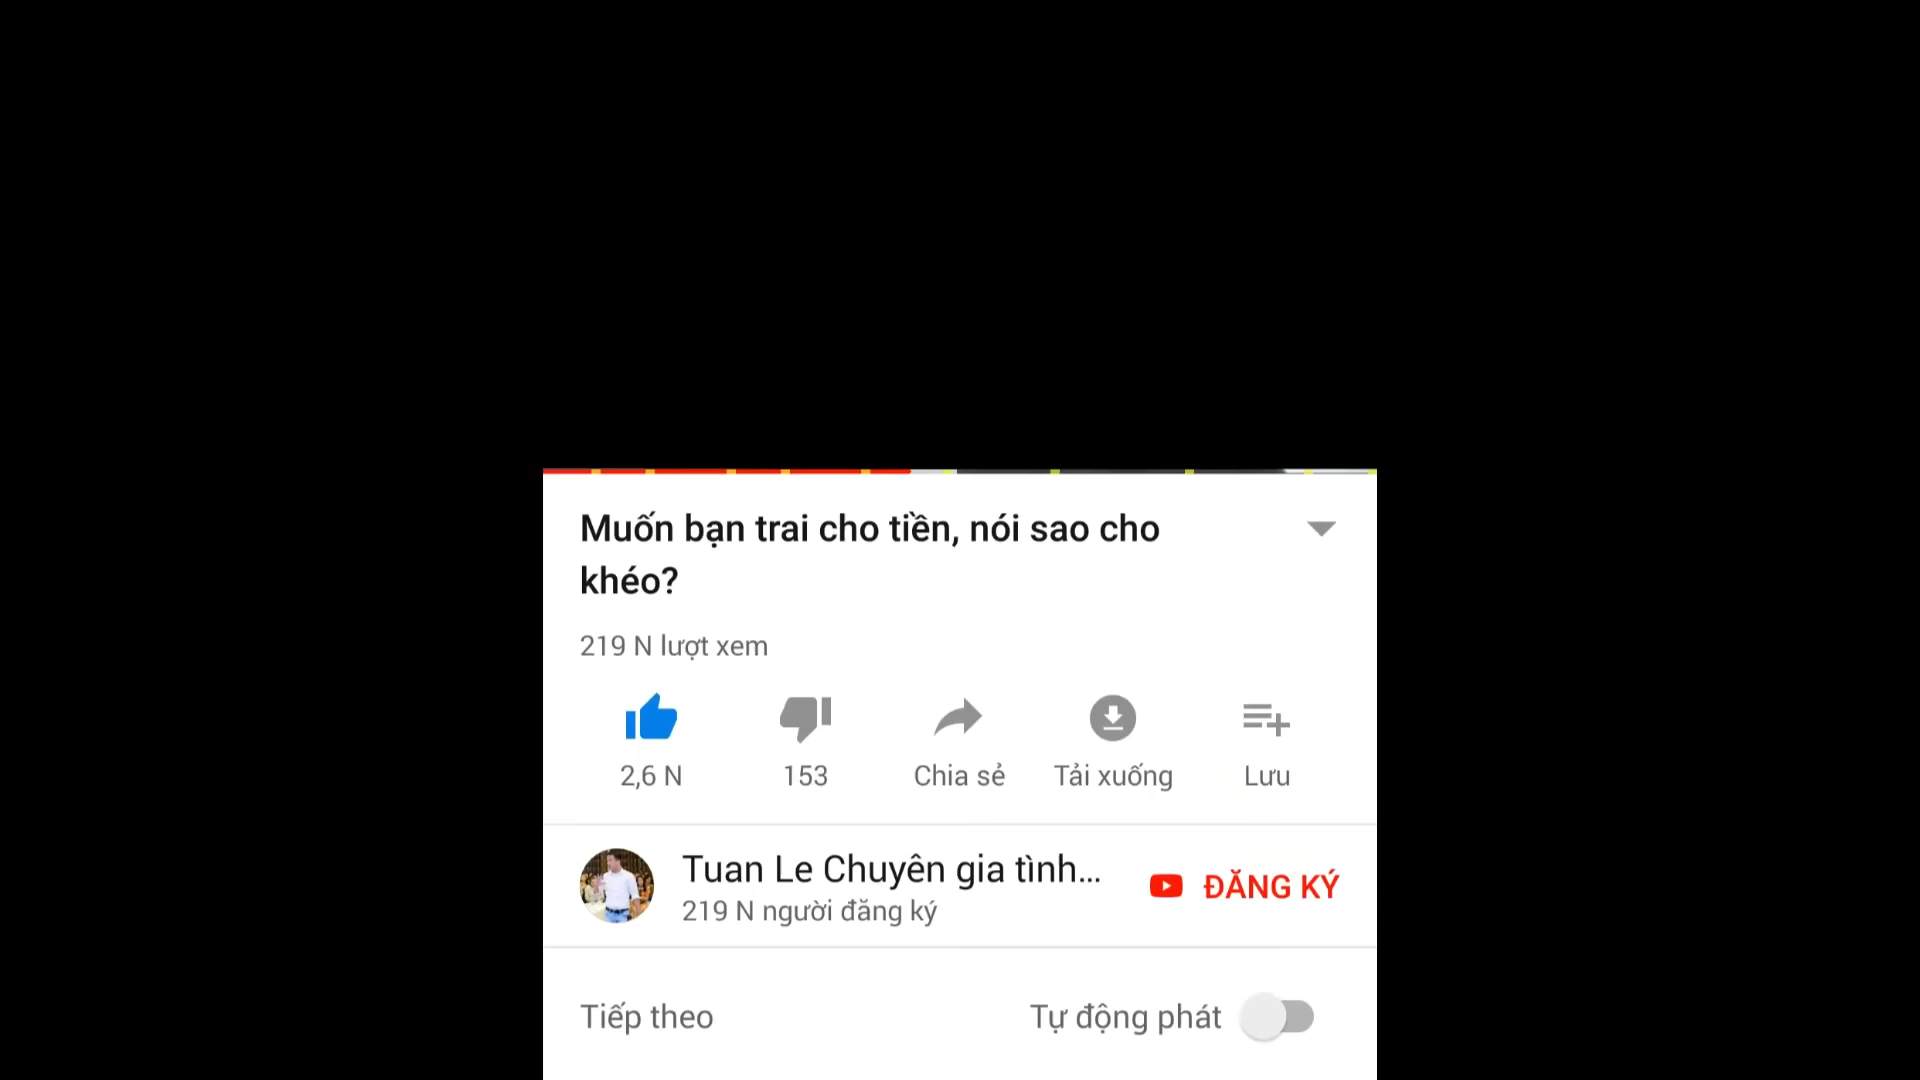 Muốn bạn trai cho tiền, nói sao cho
khéo?
219 N lượt xem
2,6 N
153
Chia sẻ
Tải xuống
Lưu
Tuan Le Chuyên gia tình...
219 N người đăng ký
ĐĂNG KÝ
Tiếp theo
Tự động phát